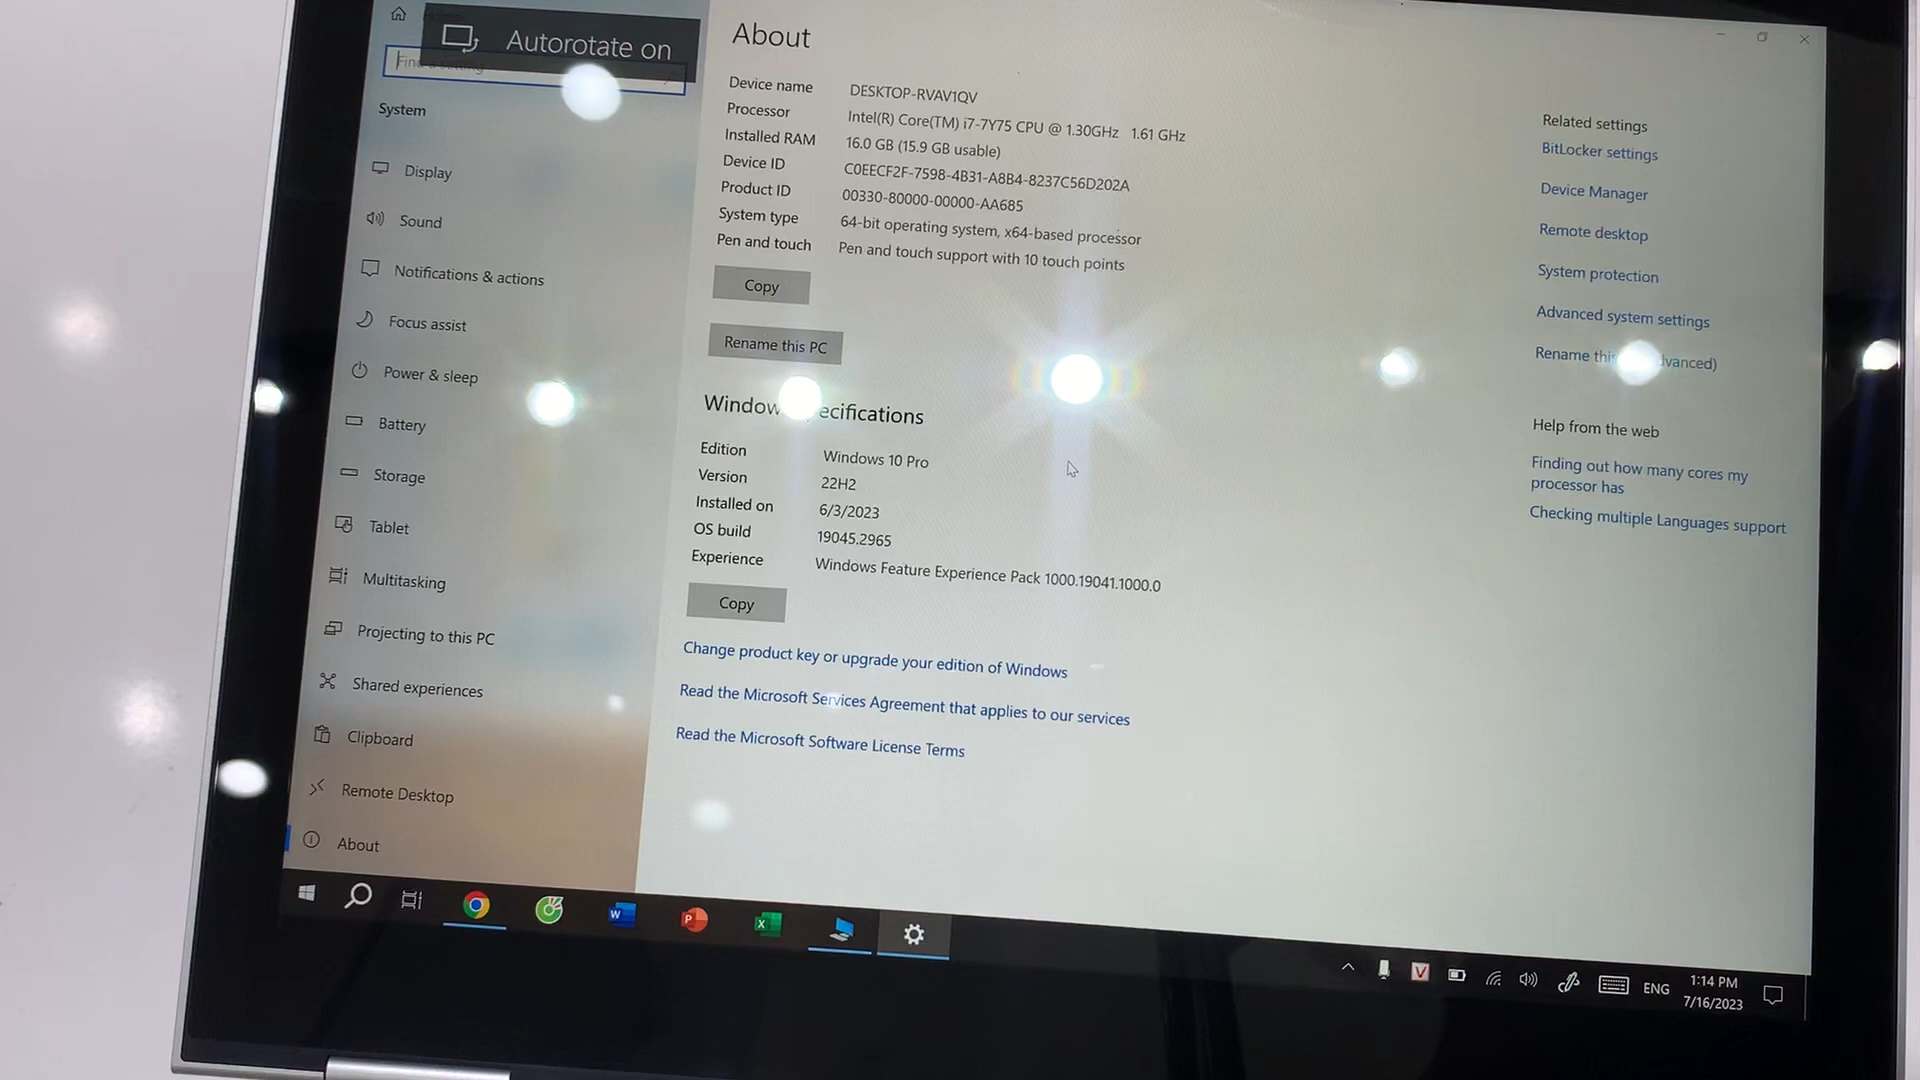 Autorotate on
System
Display
Sound
Notifications & actions
Focus assist
Power & sleep
Battery
Storage
Tablet
Multitasking
Projecting to this PC
Shared experiences
Clipboard
Remote Desktop
About
About
Device name DESKTOP-RVAV1QV
Processor Intel(R) Core(TM) i7-7Y75 CPU @ 1.30GHz 1.61 GHz
Installed RAM 16.0 GB (15.9 GB usable)
Device ID C0EECF2F-7598-4B31-A8B4-8237C56D202A
Product ID 00330-80000-00000-AA685
System type 64-bit operating system, x64-based processor
Pen and touch Pen and touch support with 10 touch points
Copy
Rename this PC
Windows specifications
Edition Windows 10 Pro
Version 22H2
Installed on 6/3/2023
OS build 19045.2965
Experience Windows Feature Experience Pack 1000.19041.1000.0
Copy
Change product key or upgrade your edition of Windows
Read the Microsoft Services Agreement that applies to our services
Read the Microsoft Software License Terms
Related settings
BitLocker settings
Device Manager
Remote desktop
System protection
Advanced system settings
Rename this
Help from the web
Finding out how many cores my
processor has
Checking multiple Languages support
W
P
X
V
ENG
1:14 PM
7/16/2023